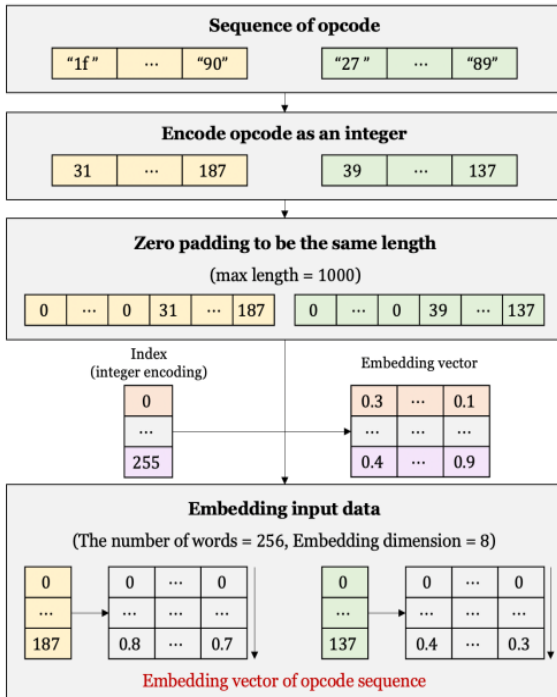 Sequence of opcode
“1f” ... “90” “27” ... “89”
Encode opcode as an integer
31 ... 187 39 ... 137
Zero padding to be the same length
(max length = 1000)
0 ... 0 31 ... 187 0 ... 0 39 ... 137
Index
(integer encoding)
Embedding vector
0 0.3 ... 0.1
... ... ... ...
255 0.4 ... 0.9
Embedding input data
(The number of words = 256, Embedding dimension = 8)
0 0 ... 0 0 0 ... 0
... ... ... ... ... ... ... ...
187 0.8 ... 0.7 137 0.4 ... 0.3
Embedding vector of opcode sequence